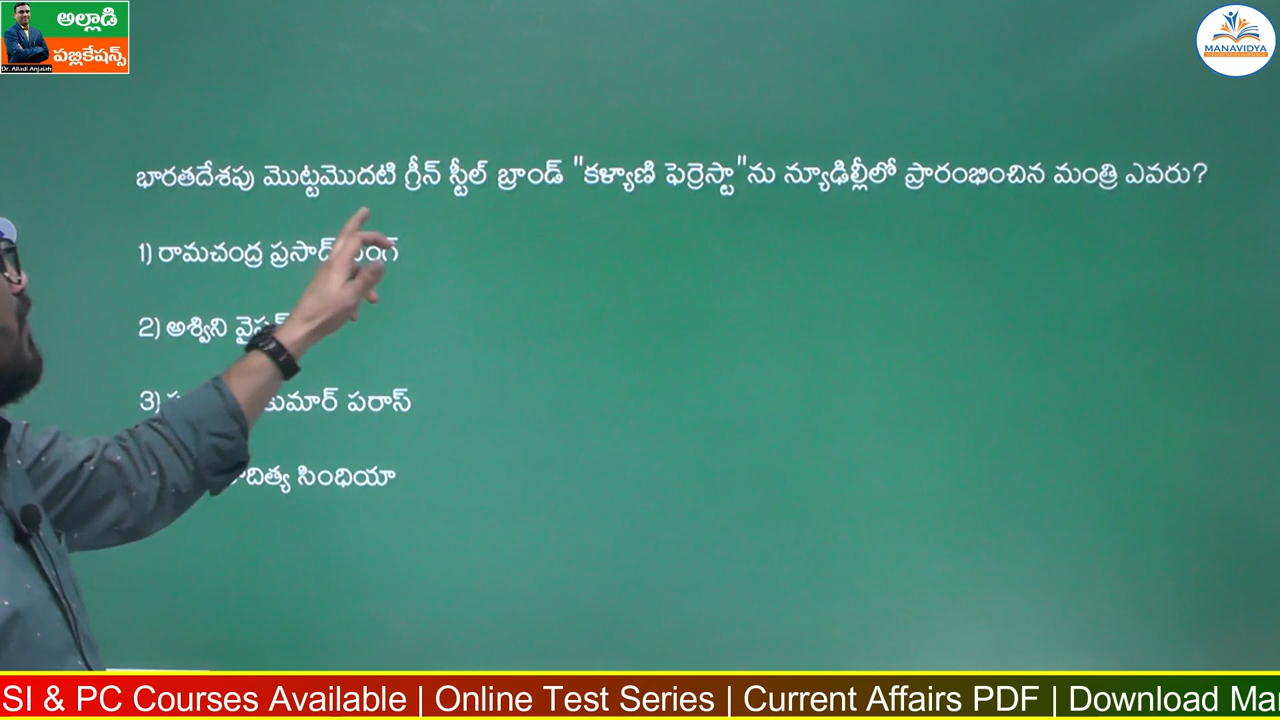 అల్లాడి
పబ్లికేషన్స్
Dr. Alladi Anjaiah
MANAVIDYA
భారతదేశపు మొట్టమొదటి గ్రీన్ స్టీల్ బ్రాండ్ "కళ్యాణి ఫెర్రెస్టా"ను న్యూఢిల్లీలో ప్రారంభించిన మంత్రి ఎవరు?
1) రామచంద్ర ప్రసాద్
2) అశ్విని
3) కుమార్ పరాస్
సింధియా
SI & PC Courses Available | Online Test Series | Current Affairs PDF | Download